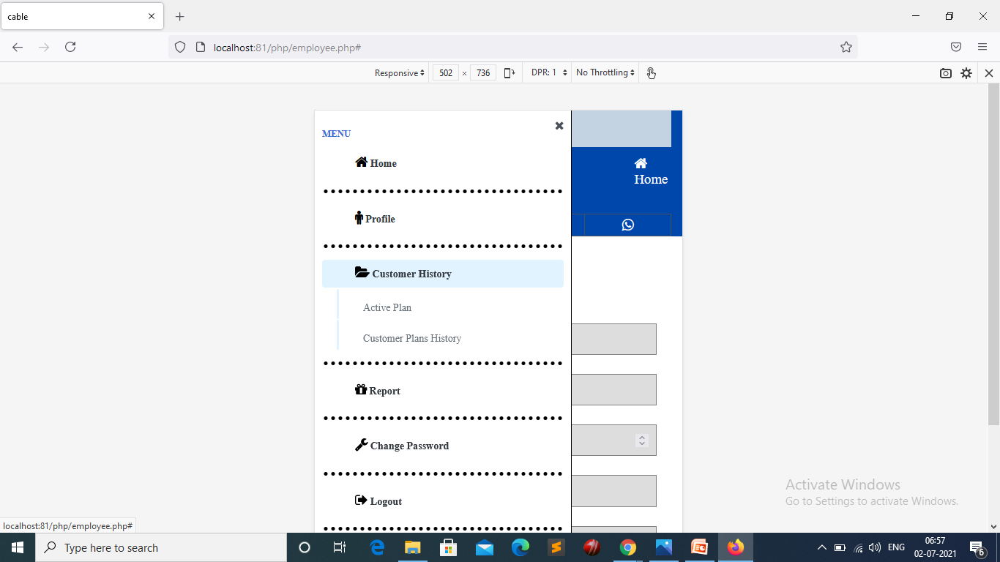 cable
localhost:81/php/employee.php#
Responsive 502 × 736 DPR: 1 No Throttling
MENU
Home
Profile
Customer History
Active Plan
Customer Plans History
Report
Change Password
Logout
Home
Activate Windows
Go to Settings to activate Windows.
localhost:81/php/employee.php#
Type here to search
ENG
06:57
02-07-2021
6